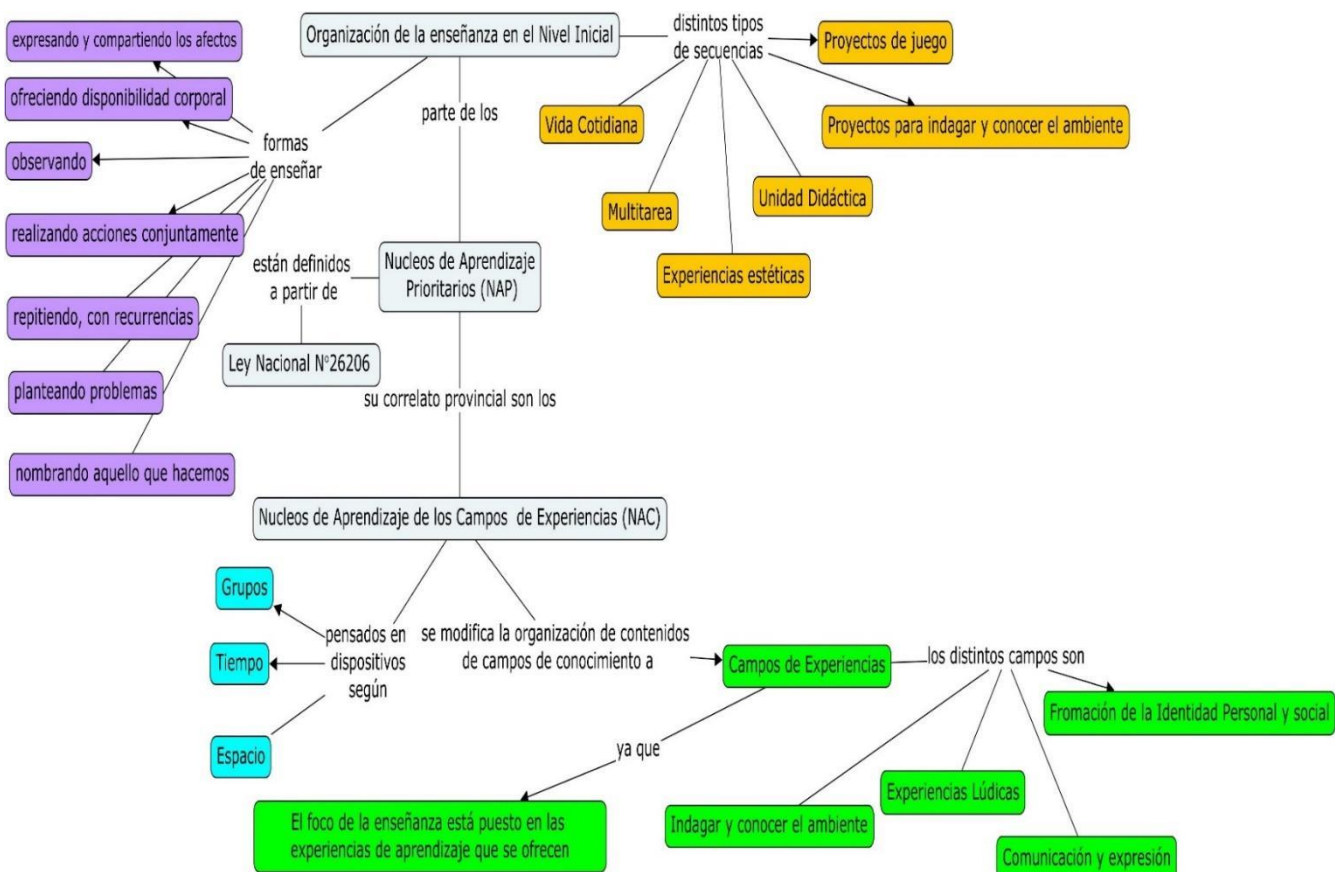 Organización de la enseñanza en el Nivel Inicial
distintos tipos
de secuencias
Proyectos de juego
Proyectos para indagar y conocer el ambiente
Vida Cotidiana
Multitarea
Unidad Didáctica
Experiencias estéticas
formas
de enseñar
expresando y compartiendo los afectos
ofreciendo disponibilidad corporal
observando
realizando acciones conjuntamente
repitiendo, con recurrencias
planteando problemas
nombrando aquello que hacemos
parte de los
Nucleos de Aprendizaje
Prioritarios (NAP)
están definidos
a partir de
Ley Nacional N°26206
su correlato provincial son los
Nucleos de Aprendizaje de los Campos de Experiencias (NAC)
pensados en
dispositivos
según
Grupos
Tiempo
Espacio
se modifica la organización de contenidos
de campos de conocimiento a
Campos de Experiencias
ya que
El foco de la enseñanza está puesto en las
experiencias de aprendizaje que se ofrecen
los distintos campos son
Fromación de la Identidad Personal y social
Experiencias Lúdicas
Indagar y conocer el ambiente
Comunicación y expresión